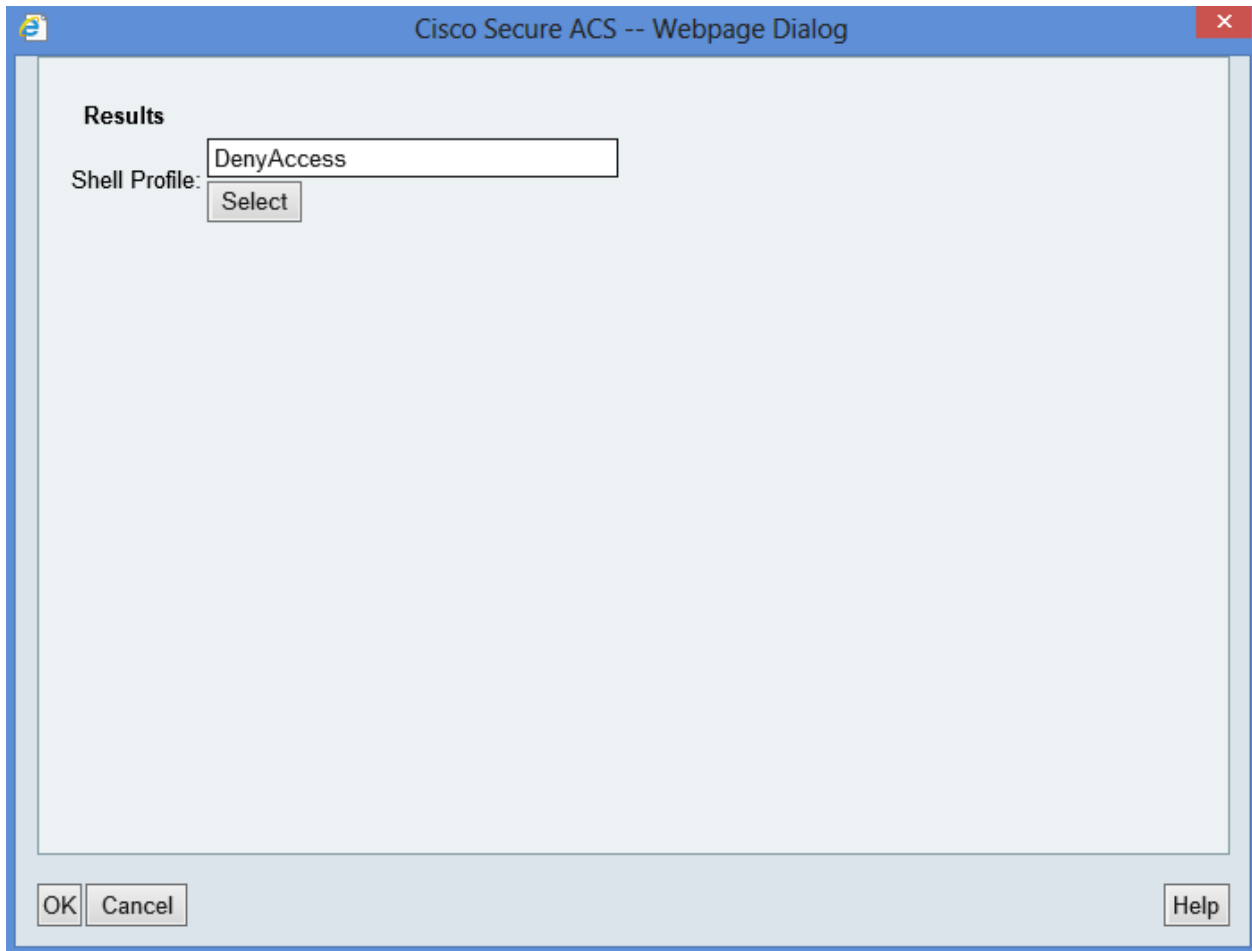 Cisco Secure ACS -- Webpage Dialog
Results
Shell Profile:
DenyAccess
Select
OK
Cancel
Help